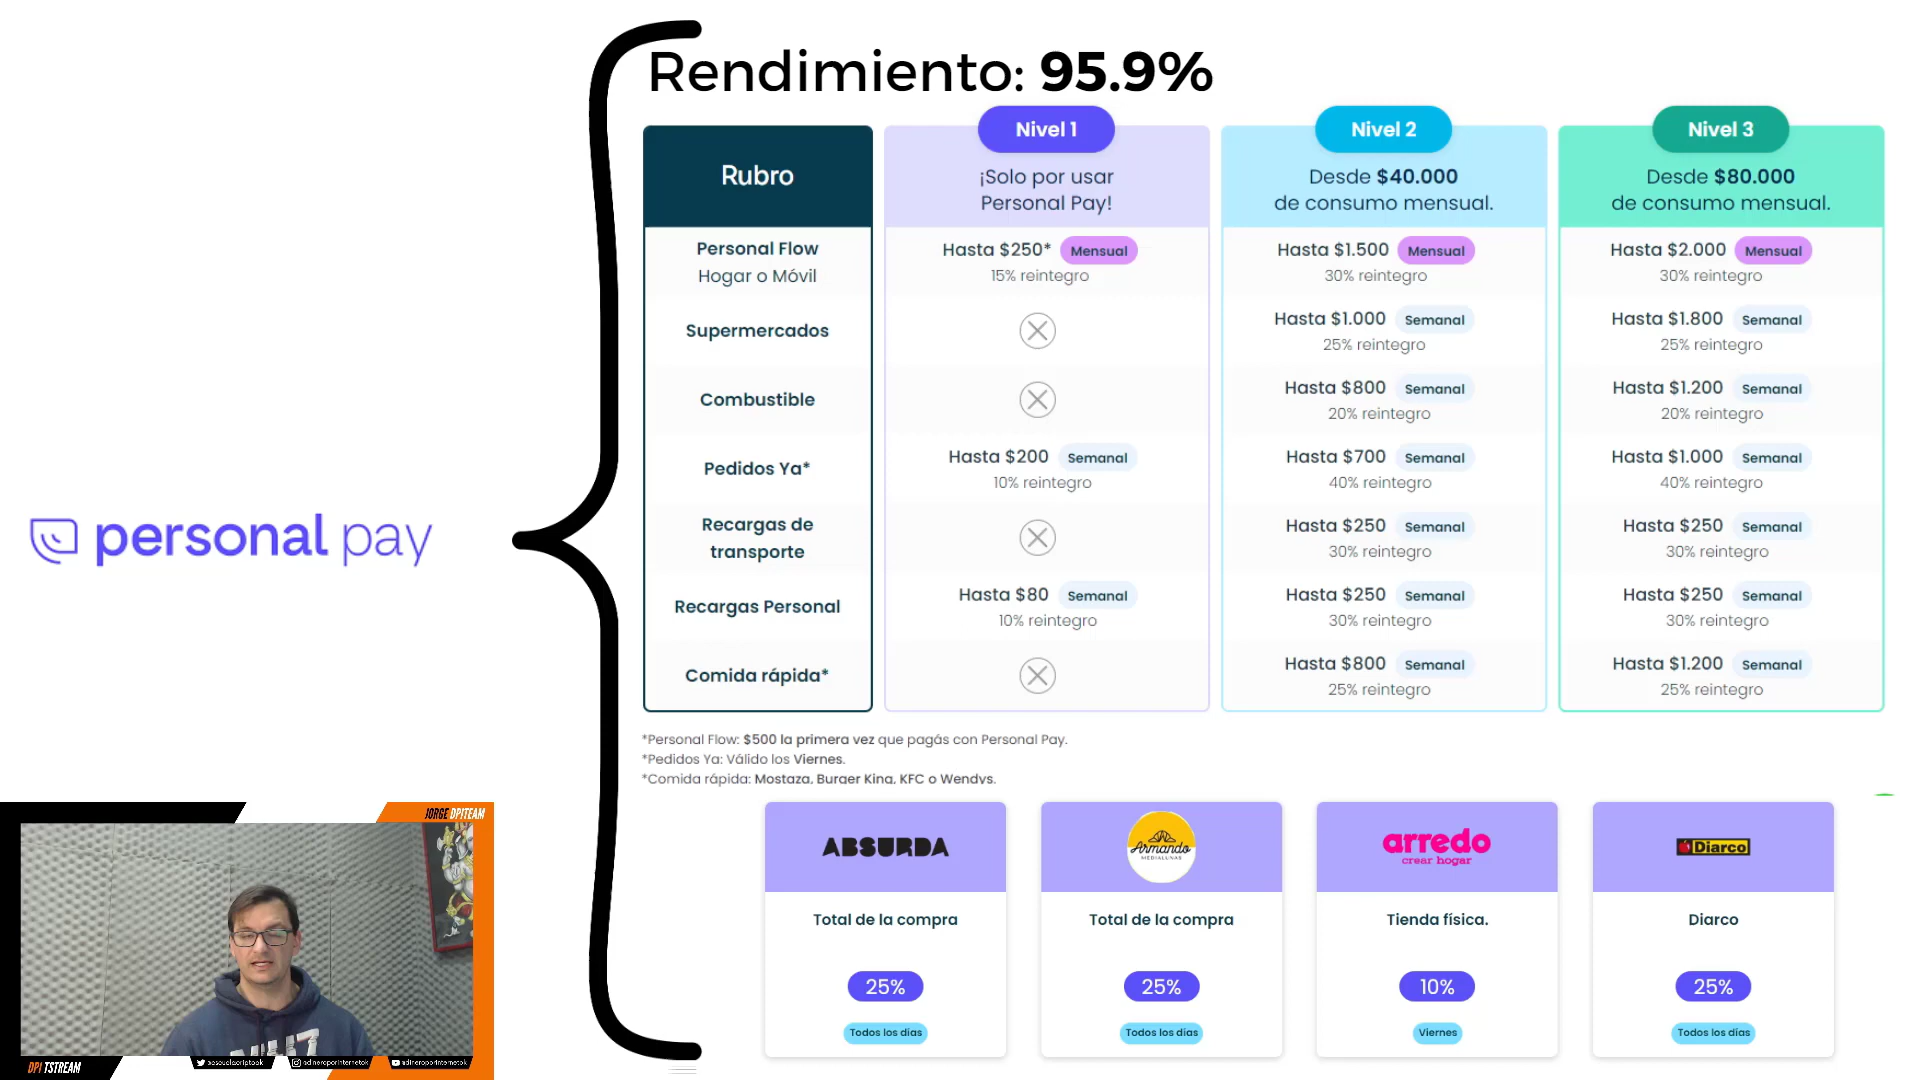 Rendimiento: 95.9%
Rubro
Nivel 1
¡Solo por usar
Personal Pay!
Nivel 2
Desde $40.000
de consumo mensual.
Nivel 3
Desde $80.000
de consumo mensual.
Personal Flow
Hogar o Móvil
Hasta $250* Mensual
15% reintegro
Hasta $1.500 Mensual
30% reintegro
Hasta $2.000 Mensual
30% reintegro
Supermercados
Hasta $1.000 Semanal
25% reintegro
Hasta $1.800 Semanal
25% reintegro
Combustible
Hasta $800 Semanal
20% reintegro
Hasta $1.200 Semanal
20% reintegro
Pedidos Ya*
Hasta $200 Semanal
10% reintegro
Hasta $700 Semanal
40% reintegro
Hasta $1.000 Semanal
40% reintegro
Recargas de
transporte
Hasta $250 Semanal
30% reintegro
Hasta $250 Semanal
30% reintegro
Recargas Personal
Hasta $80 Semanal
10% reintegro
Hasta $250 Semanal
30% reintegro
Hasta $250 Semanal
30% reintegro
Comida rápida*
Hasta $800 Semanal
25% reintegro
Hasta $1.200 Semanal
25% reintegro
*Personal Flow: $500 la primera vez que pagás con Personal Pay.
*Pedidos Ya: Válido los Viernes.
*Comida rápida: Mostaza, Burger King, KFC o Wendys.
personal pay
ABSURDA
Total de la compra
25%
Todos los días
Armando
MEDIALUNAS
Total de la compra
25%
Todos los días
arredo
crear hogar
Tienda física.
10%
Viernes
Diarco
Diarco
25%
Todos los días
JORGE DPITEAM
DPI TSTREAM